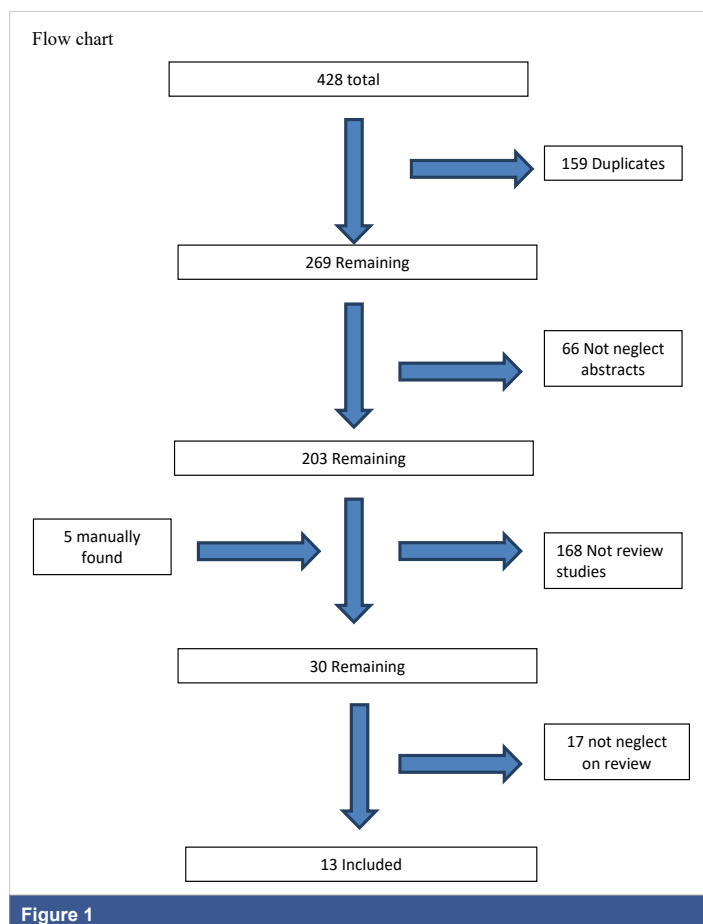 Flow chart
428 total
159 Duplicates
269 Remaining
66 Not neglect
abstracts
203 Remaining
5 manually
found
168 Not review
studies
30 Remaining
17 not neglect
on review
13 Included
Figure 1